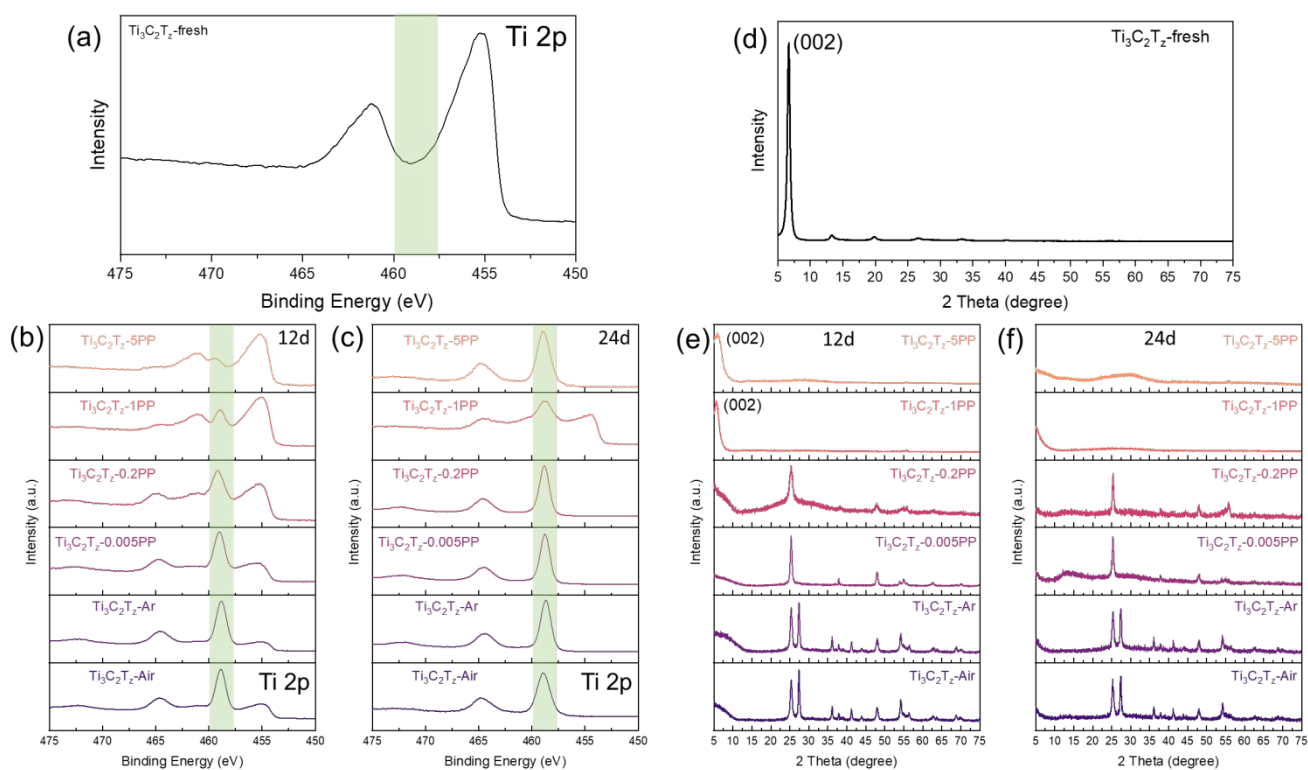 (a)
Ti₃C₂T𝓏-fresh
Ti 2p
Intensity
475 470 465 460 455 450
Binding Energy (eV)
(d)
(002)
Ti₃C₂T𝓏-fresh
Intensity
5 10 15 20 25 30 35 40 45 50 55 60 65 70 75
2 Theta (degree)
(b)
12d
Ti₃C₂T𝓏-5PP
Ti₃C₂T𝓏-1PP
Ti₃C₂T𝓏-0.2PP
Ti₃C₂T𝓏-0.005PP
Ti₃C₂T𝓏-Ar
Ti₃C₂T𝓏-Air
Ti 2p
Intensity (a.u.)
475 470 465 460 455 450
Binding Energy (eV)
(c)
24d
Ti₃C₂T𝓏-5PP
Ti₃C₂T𝓏-1PP
Ti₃C₂T𝓏-0.2PP
Ti₃C₂T𝓏-0.005PP
Ti₃C₂T𝓏-Ar
Ti₃C₂T𝓏-Air
Ti 2p
Intensity (a.u.)
475 470 465 460 455 450
Binding Energy (eV)
(e)
(002)
12d
Ti₃C₂T𝓏-5PP
(002)
Ti₃C₂T𝓏-1PP
Ti₃C₂T𝓏-0.2PP
Ti₃C₂T𝓏-0.005PP
Ti₃C₂T𝓏-Ar
Ti₃C₂T𝓏-Air
Intensity (a.u.)
5 10 15 20 25 30 35 40 45 50 55 60 65 70 75
2 Theta (degree)
(f)
24d
Ti₃C₂T𝓏-5PP
Ti₃C₂T𝓏-1PP
Ti₃C₂T𝓏-0.2PP
Ti₃C₂T𝓏-0.005PP
Ti₃C₂T𝓏-Ar
Ti₃C₂T𝓏-Air
Intensity (a.u.)
5 10 15 20 25 30 35 40 45 50 55 60 65 70 75
2 Theta (degree)